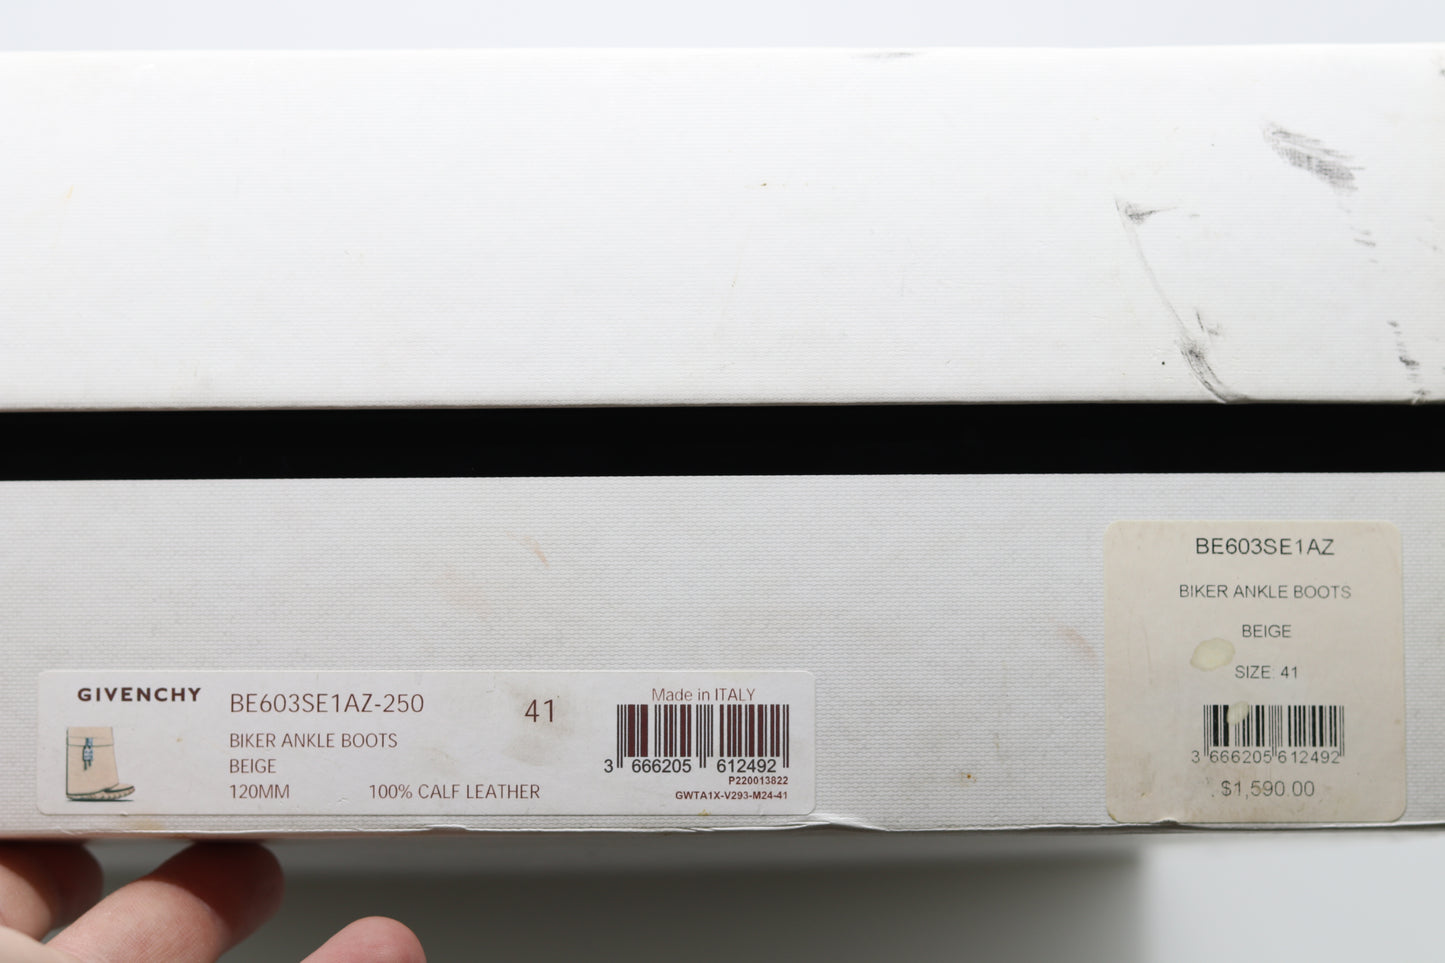 GIVENCHY
BE603SE1AZ-250
41
BIKER ANKLE BOOTS
BEIGE
120MM
100% CALF LEATHER
Made in ITALY
3 666205 612492
P220013822
GWTA1X-V293-M24-41
BE603SE1AZ
BIKER ANKLE BOOTS
BEIGE
SIZE: 41
3 666205 612492
$1,590.00